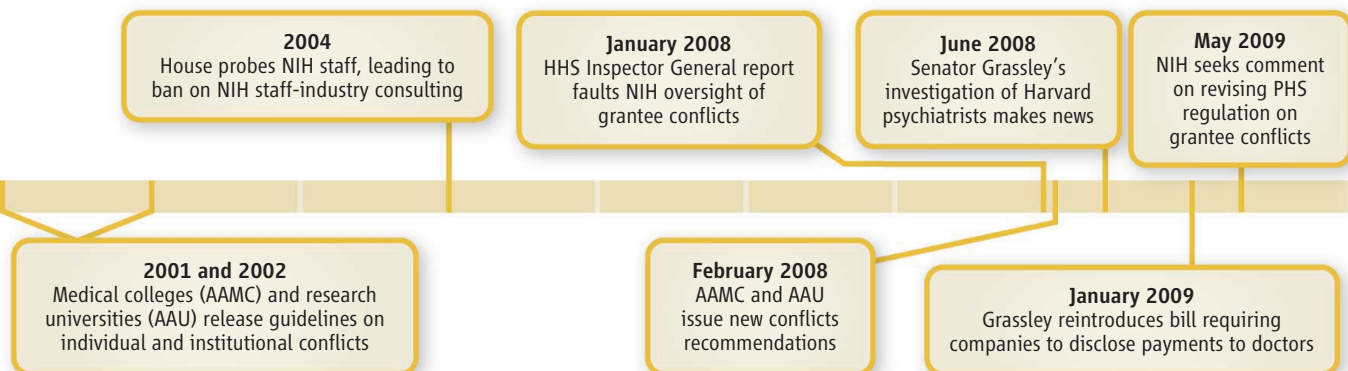 2004
House probes NIH staff, leading to
ban on NIH staff-industry consulting
January 2008
HHS Inspector General report
faults NIH oversight of
grantee conflicts
June 2008
Senator Grassley’s
investigation of Harvard
psychiatrists makes news
May 2009
NIH seeks comment
on revising PHS
regulation on
grantee conflicts
2001 and 2002
Medical colleges (AAMC) and research
universities (AAU) release guidelines on
individual and institutional conflicts
February 2008
AAMC and AAU
issue new conflicts
recommendations
January 2009
Grassley reintroduces bill requiring
companies to disclose payments to doctors